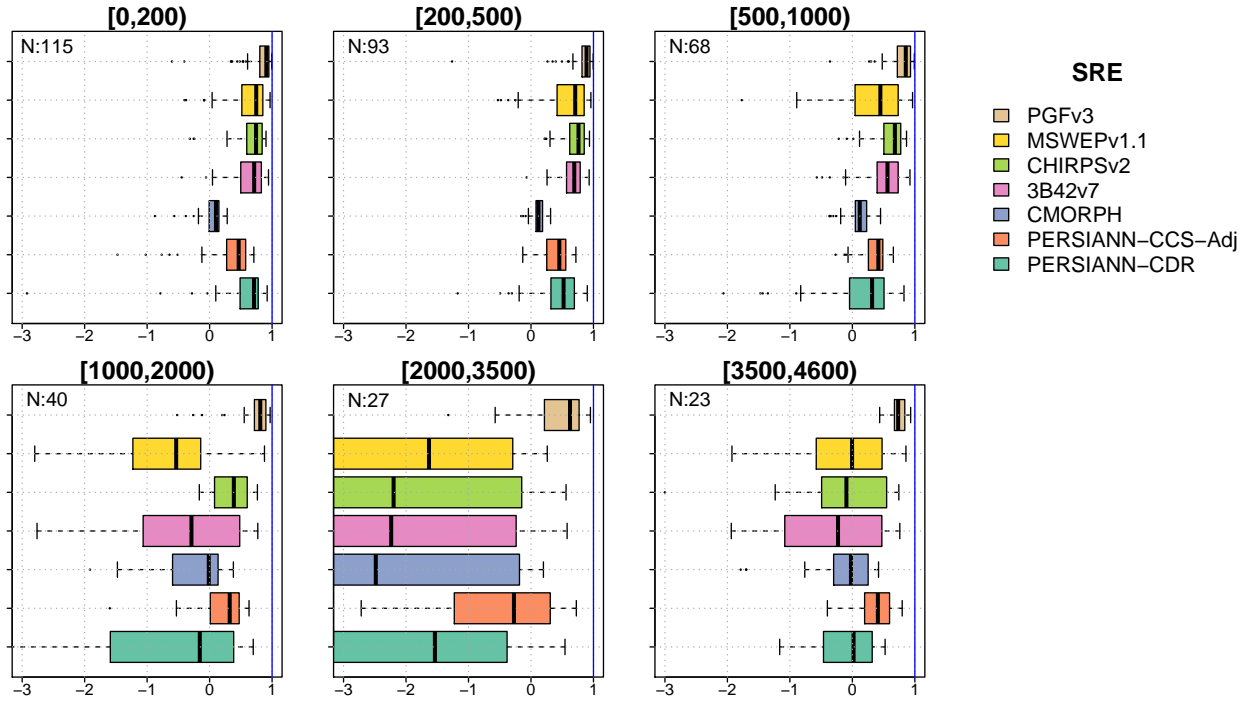 [0,200)
[200,500)
[500,1000)
N:115
N:93
N:68
SRE
PGFv3
MSWEPv1.1
CHIRPSv2
3B42v7
CMORPH
PERSIANN−CCS−Adj
PERSIANN−CDR
−3 −2 −1 0 1
−3 −2 −1 0 1
−3 −2 −1 0 1
[1000,2000)
[2000,3500)
[3500,4600)
N:40
N:27
N:23
−3 −2 −1 0 1
−3 −2 −1 0 1
−3 −2 −1 0 1